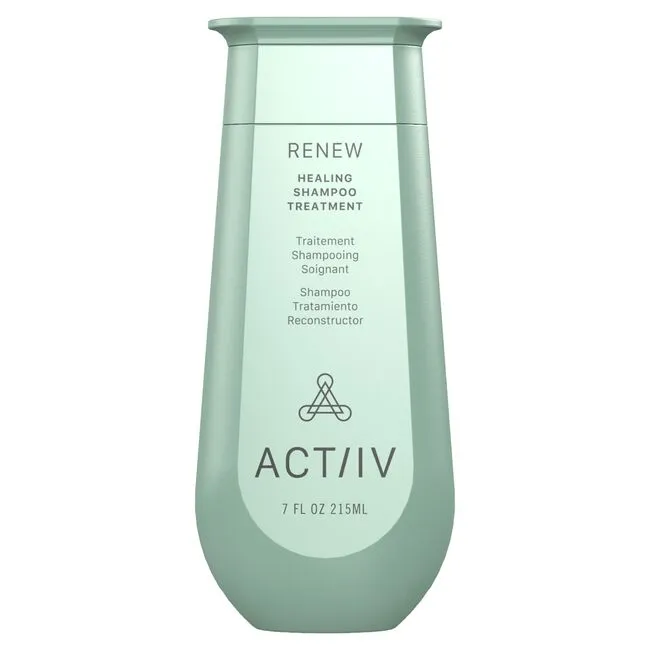 RENEW
HEALING
SHAMPOO
TREATMENT
Traitement
Shampooing
Soignant
Shampoo
Tratamiento
Reconstructor
ACT/IV
7 FL OZ 215ML